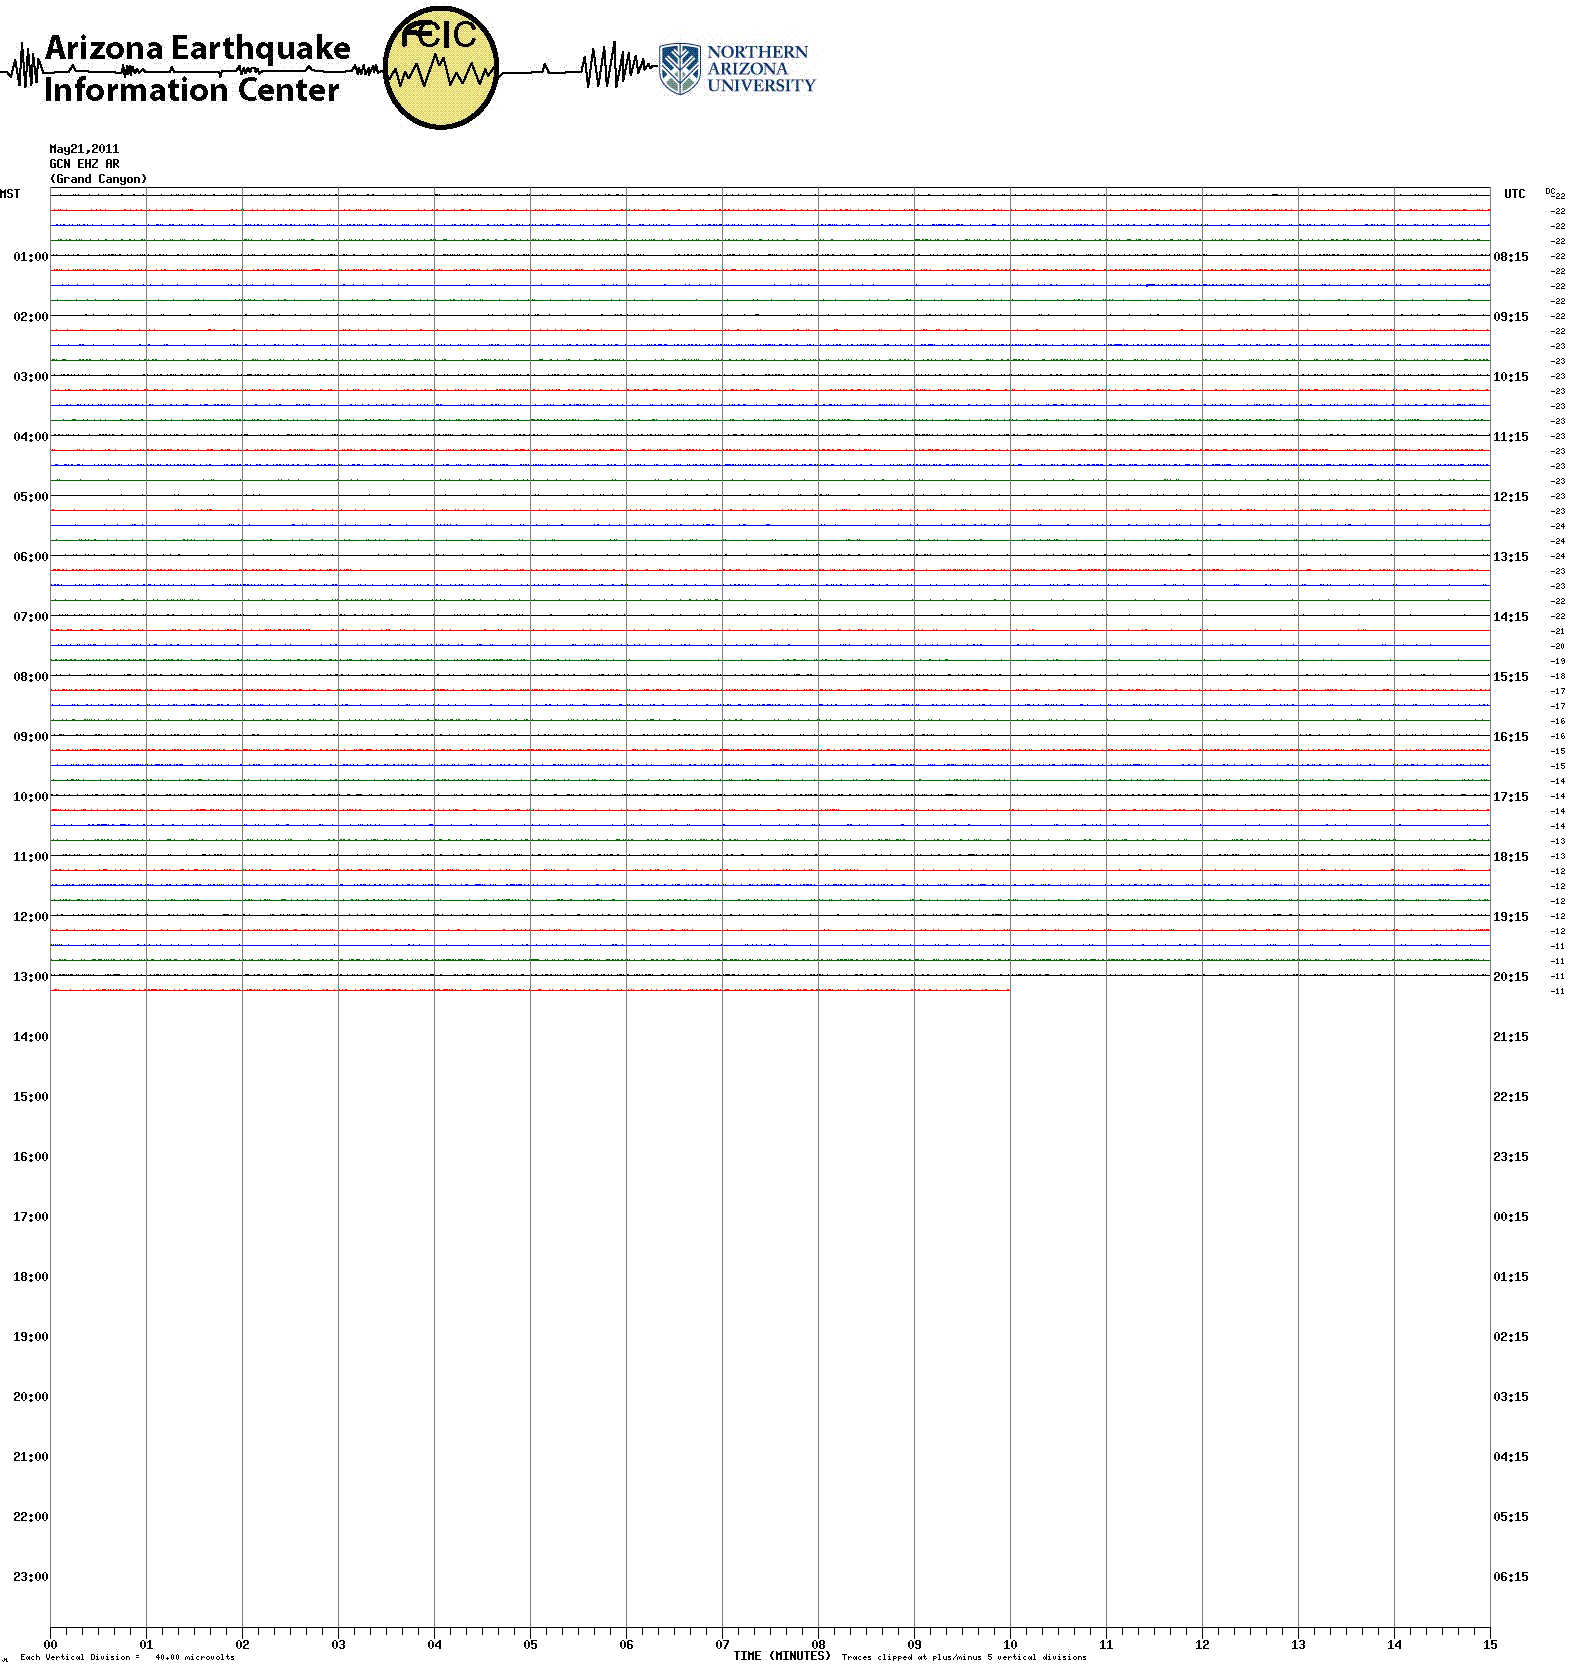 Arizona Earthquake
Information Center
ÆIC
NORTHERN
ARIZONA
UNIVERSITY
May21,2011
GCN EHZ AR
(Grand Canyon)
MST UTC DC
-22
-22
-22
-22
01:00 08:15 -22
-22
-22
-22
02:00 09:15 -22
-22
-23
-23
03:00 10:15 -23
-23
-23
-23
04:00 11:15 -23
-23
-23
-23
05:00 12:15 -23
-23
-24
-24
06:00 13:15 -24
-23
-23
-22
07:00 14:15 -22
-21
-20
-19
08:00 15:15 -18
-17
-17
-16
09:00 16:15 -16
-15
-15
-14
10:00 17:15 -14
-14
-14
-13
11:00 18:15 -13
-12
-12
-12
12:00 19:15 -12
-12
-11
-11
13:00 20:15 -11
-11
14:00 21:15
15:00 22:15
16:00 23:15
17:00 00:15
18:00 01:15
19:00 02:15
20:00 03:15
21:00 04:15
22:00 05:15
23:00 06:15
00 01 02 03 04 05 06 07 08 09 10 11 12 13 14 15
TIME (MINUTES)
Each Vertical Division = 40.00 microvolts
Traces clipped at plus/minus 5 vertical divisions